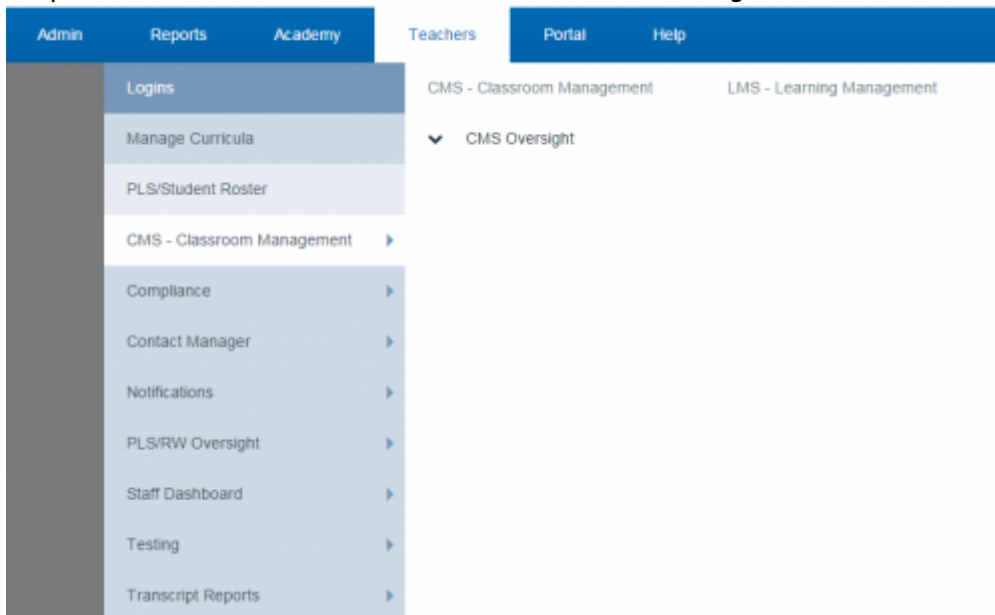 Admin Reports Academy Teachers Portal Help
Logins
Manage Curricula
PLS/Student Roster
CMS - Classroom Management
Compliance
Contact Manager
Notifications
PLS/RW Oversight
Staff Dashboard
Testing
Transcript Reports
CMS - Classroom Management LMS - Learning Management
CMS Oversight